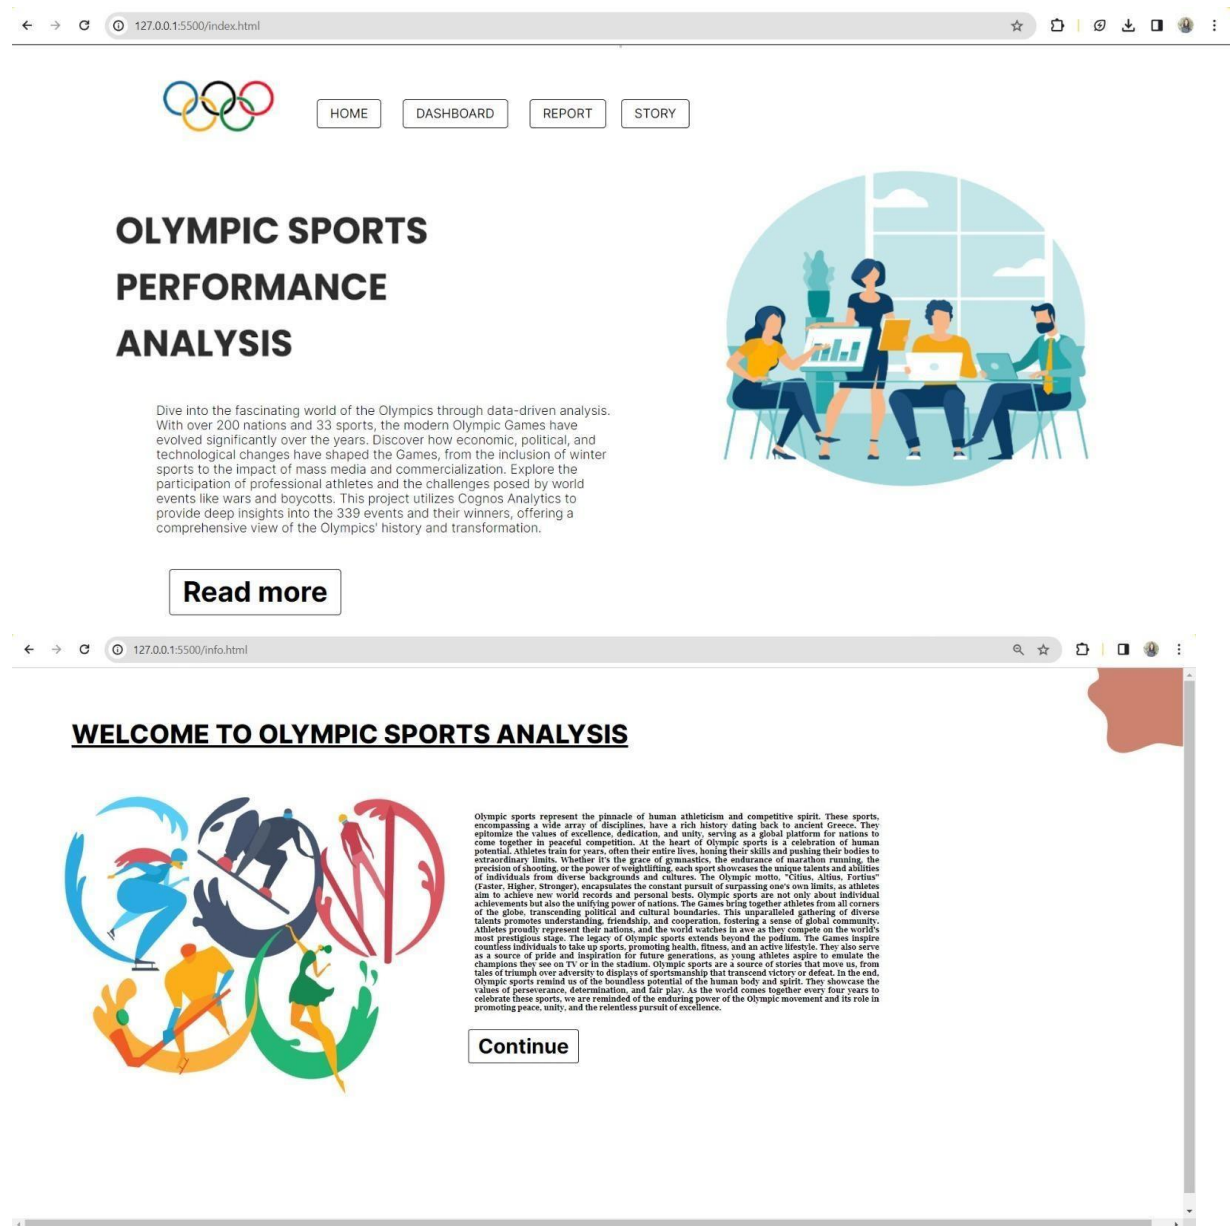 127.0.0.1:5500/index.html
HOME
DASHBOARD
REPORT
STORY
OLYMPIC SPORTS
PERFORMANCE
ANALYSIS
Dive into the fascinating world of the Olympics through data-driven analysis.
With over 200 nations and 33 sports, the modern Olympic Games have
evolved significantly over the years. Discover how economic, political, and
technological changes have shaped the Games, from the inclusion of winter
sports to the impact of mass media and commercialization. Explore the
participation of professional athletes and the challenges posed by world
events like wars and boycotts. This project utilizes Cognos Analytics to
provide deep insights into the 339 events and their winners, offering a
comprehensive view of the Olympics' history and transformation.
Read more
127.0.0.1:5500/info.html
WELCOME TO OLYMPIC SPORTS ANALYSIS
Olympic sports represent the pinnacle of human athleticism and competitive spirit. These sports,
encompassing a wide array of disciplines, have a rich history dating back to ancient Greece. They
epitomize the values of excellence, dedication, and unity, serving as a global platform for nations to
come together in peaceful competition. At the heart of Olympic sports is a celebration of human
potential. Athletes train for years, often their entire lives, honing their skills and pushing their bodies to
extraordinary limits. Whether it's the grace of gymnastics, the endurance of marathon running, the
precision of shooting, or the power of weightlifting, each sport showcases the unique talents and abilities
of individuals from diverse backgrounds and cultures. The Olympic motto, "Citius, Altius, Fortius"
(Faster, Higher, Stronger), encapsulates the constant pursuit of surpassing one's own limits, as athletes
aim to achieve new world records and personal bests. Olympic sports are not only about individual
achievements but also the unifying power of nations. The Games bring together athletes from all corners
of the globe, transcending political and cultural boundaries. This unparalleled gathering of diverse
talents promotes understanding, friendship, and cooperation, fostering a sense of global community.
Athletes proudly represent their nations, and the world watches in awe as they compete on the world's
most prestigious stage. The legacy of Olympic sports extends beyond the podium. The Games inspire
countless individuals to take up sports, promoting health, fitness, and an active lifestyle. They also serve
as a source of pride and inspiration for future generations, as young athletes aspire to emulate the
champions they see on TV or in the stadium. Olympic sports are a source of stories that move us, from
tales of triumph over adversity to displays of sportsmanship that transcend victory or defeat. In the end,
Olympic sports remind us of the boundless potential of the human body and spirit. They showcase the
values of perseverance, determination, and fair play. As the world comes together every four years to
celebrate these sports, we are reminded of the enduring power of the Olympic movement and its role in
promoting peace, unity, and the relentless pursuit of excellence.
Continue